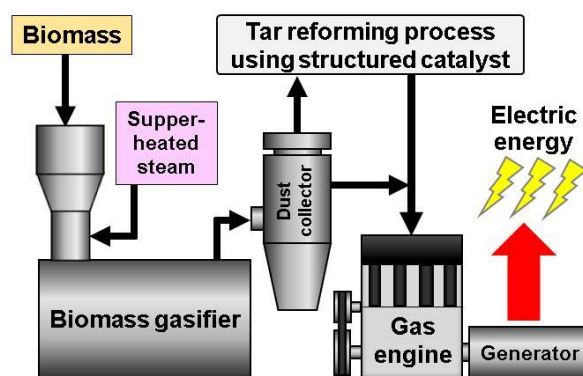 Biomass
Tar reforming process
using structured catalyst
Supper-
heated
steam
Electric
energy
Dust
collector
Biomass gasifier
Gas
engine
Generator